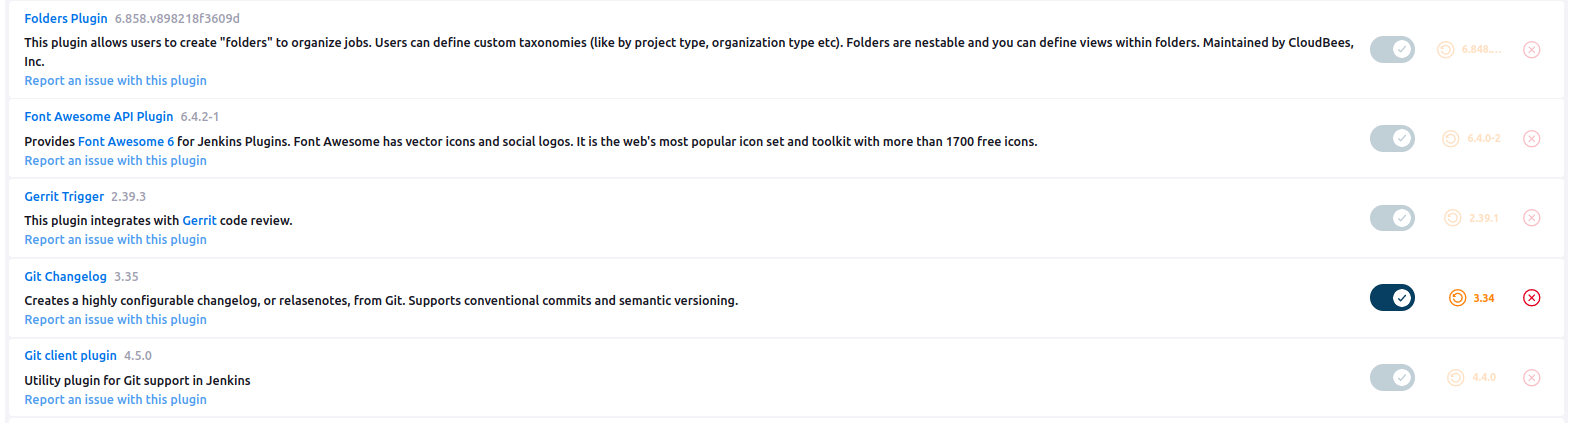 Folders Plugin 6.858.v898218f3609d
This plugin allows users to create "folders" to organize jobs. Users can define custom taxonomies (like by project type, organization type etc). Folders are nestable and you can define views within folders. Maintained by CloudBees,
Inc.
6.848....
Report an issue with this plugin
Font Awesome API Plugin 6.4.2-1
Provides Font Awesome 6 for Jenkins Plugins. Font Awesome has vector icons and social logos. It is the web's most popular icon set and toolkit with more than 1700 free icons.
6.4.0-2
Report an issue with this plugin
Gerrit Trigger 2.39.3
This plugin integrates with Gerrit code review.
2.39.1
Report an issue with this plugin
Git Changelog 3.35
Creates a highly configurable changelog, or relasenotes, from Git. Supports conventional commits and semantic versioning.
3.34
Report an issue with this plugin
Git client plugin 4.5.0
Utility plugin for Git support in Jenkins
4.4.0
Report an issue with this plugin